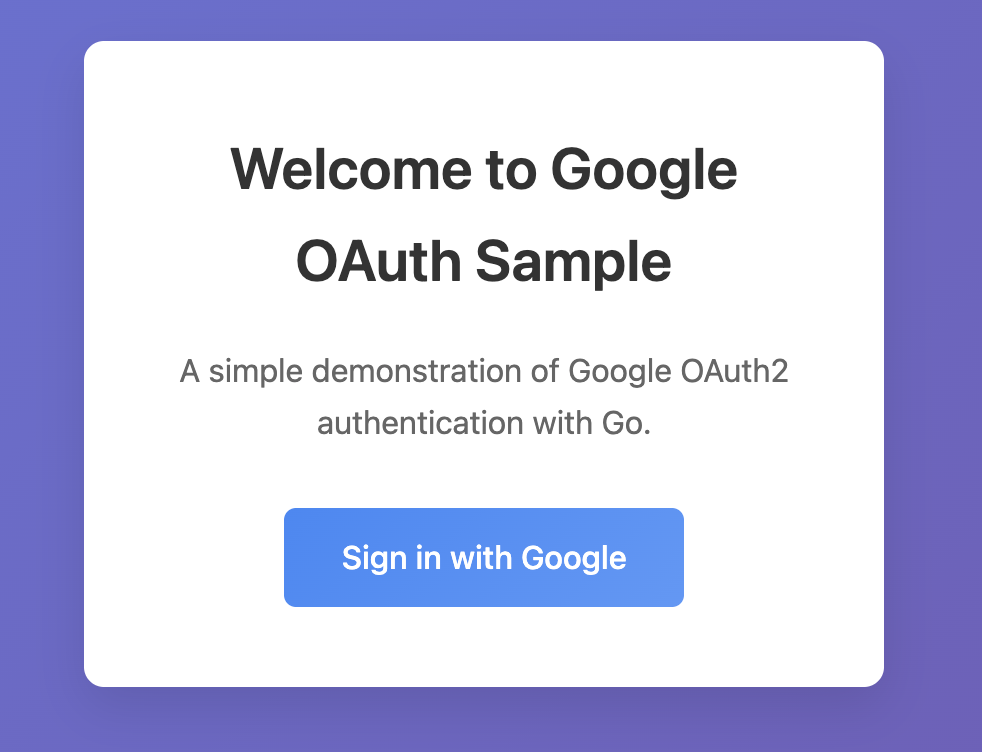 Welcome to Google
OAuth Sample
A simple demonstration of Google OAuth2
authentication with Go.
Sign in with Google